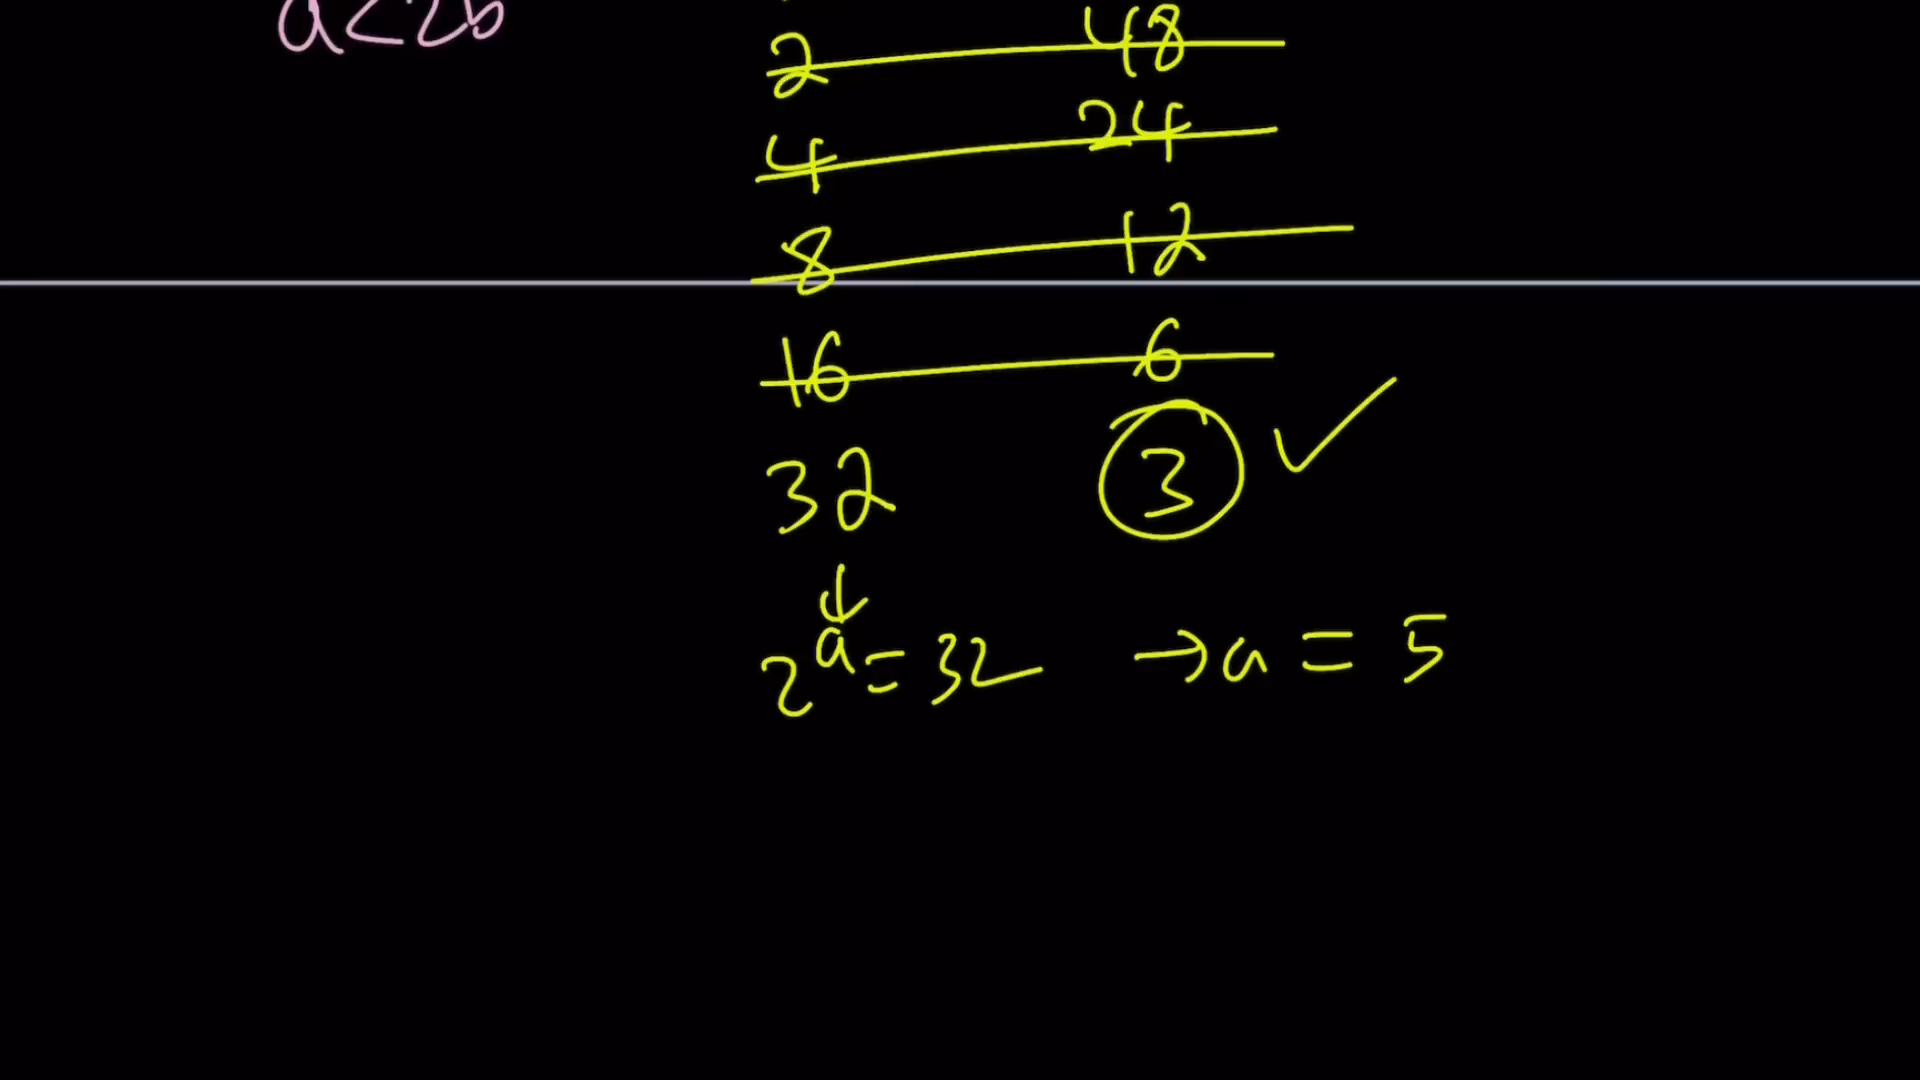 a<2b
2 48
4 24
8 12
16 6
32 3 ✓
↓
2^a = 32 → a = 5